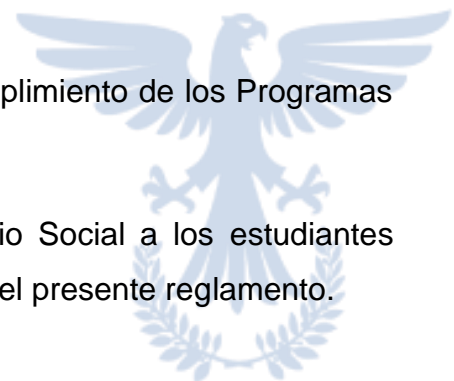 plimiento de los Programas
io Social a los estudiantes
el presente reglamento.